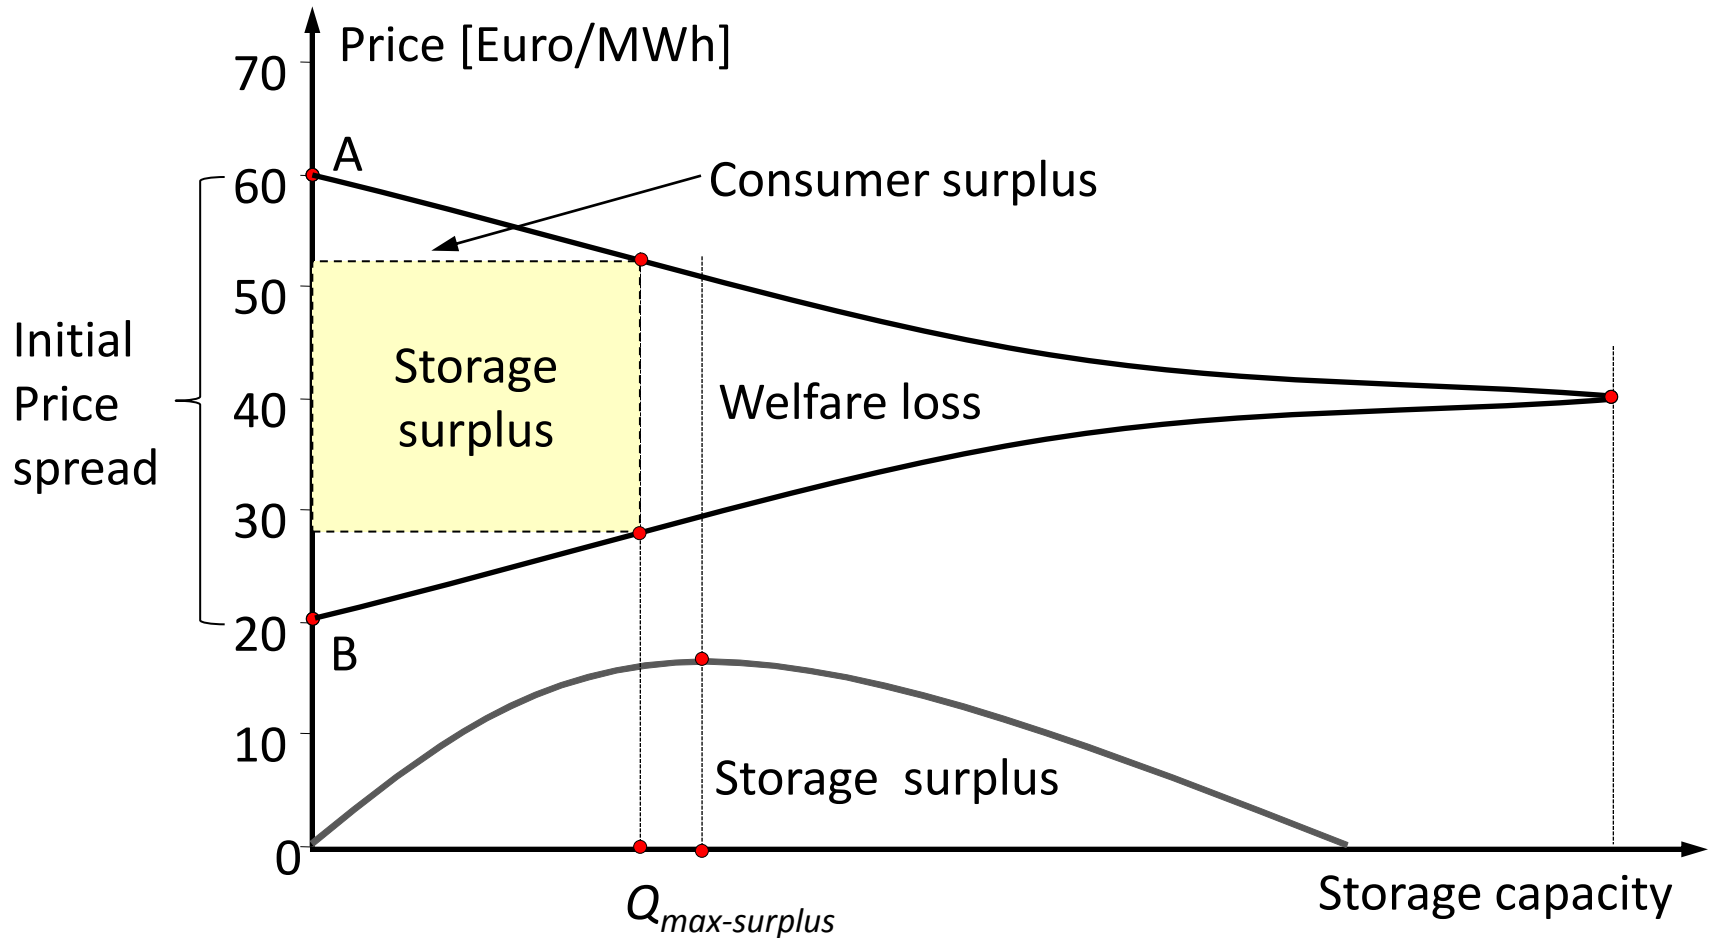 Price [Euro/MWh]
70
A
60
Consumer surplus
50
Initial
Price
spread
Storage
surplus
40
Welfare loss
30
20
B
10
Storage  surplus
0
Qmax-surplus
Storage capacity